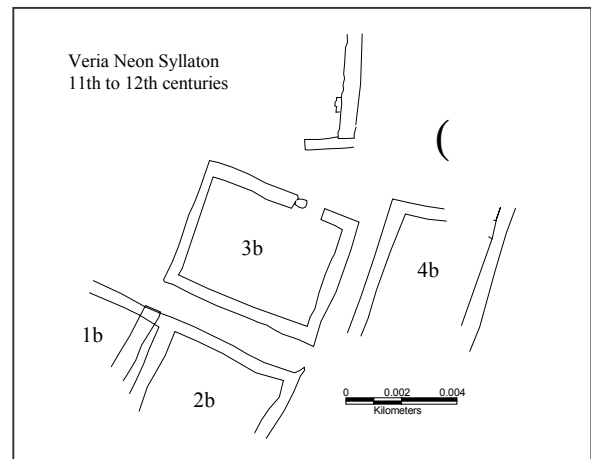 Veria Neon Syllaton
11th to 12th centuries
(
3b
4b
1b
2b
0 0.002 0.004
Kilometers